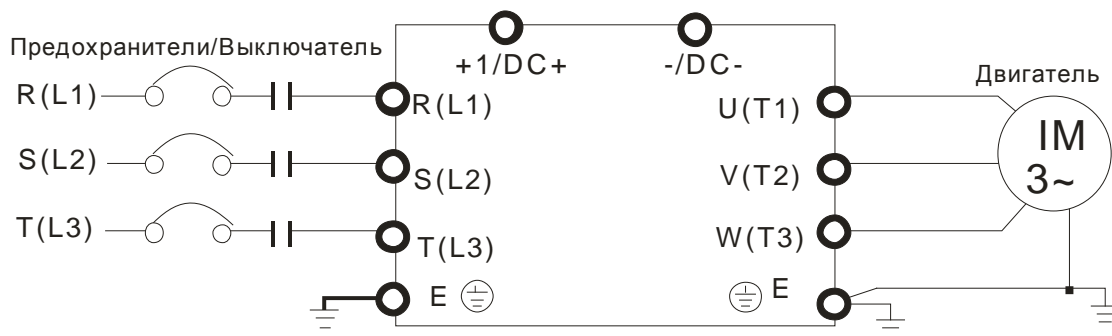 Предохранители/Выключатель
+1/DC+
-/DC-
Двигатель
R(L1)
R(L1)
U(T1)
IM
3~
S(L2)
S(L2)
V(T2)
T(L3)
T(L3)
W(T3)
E
E